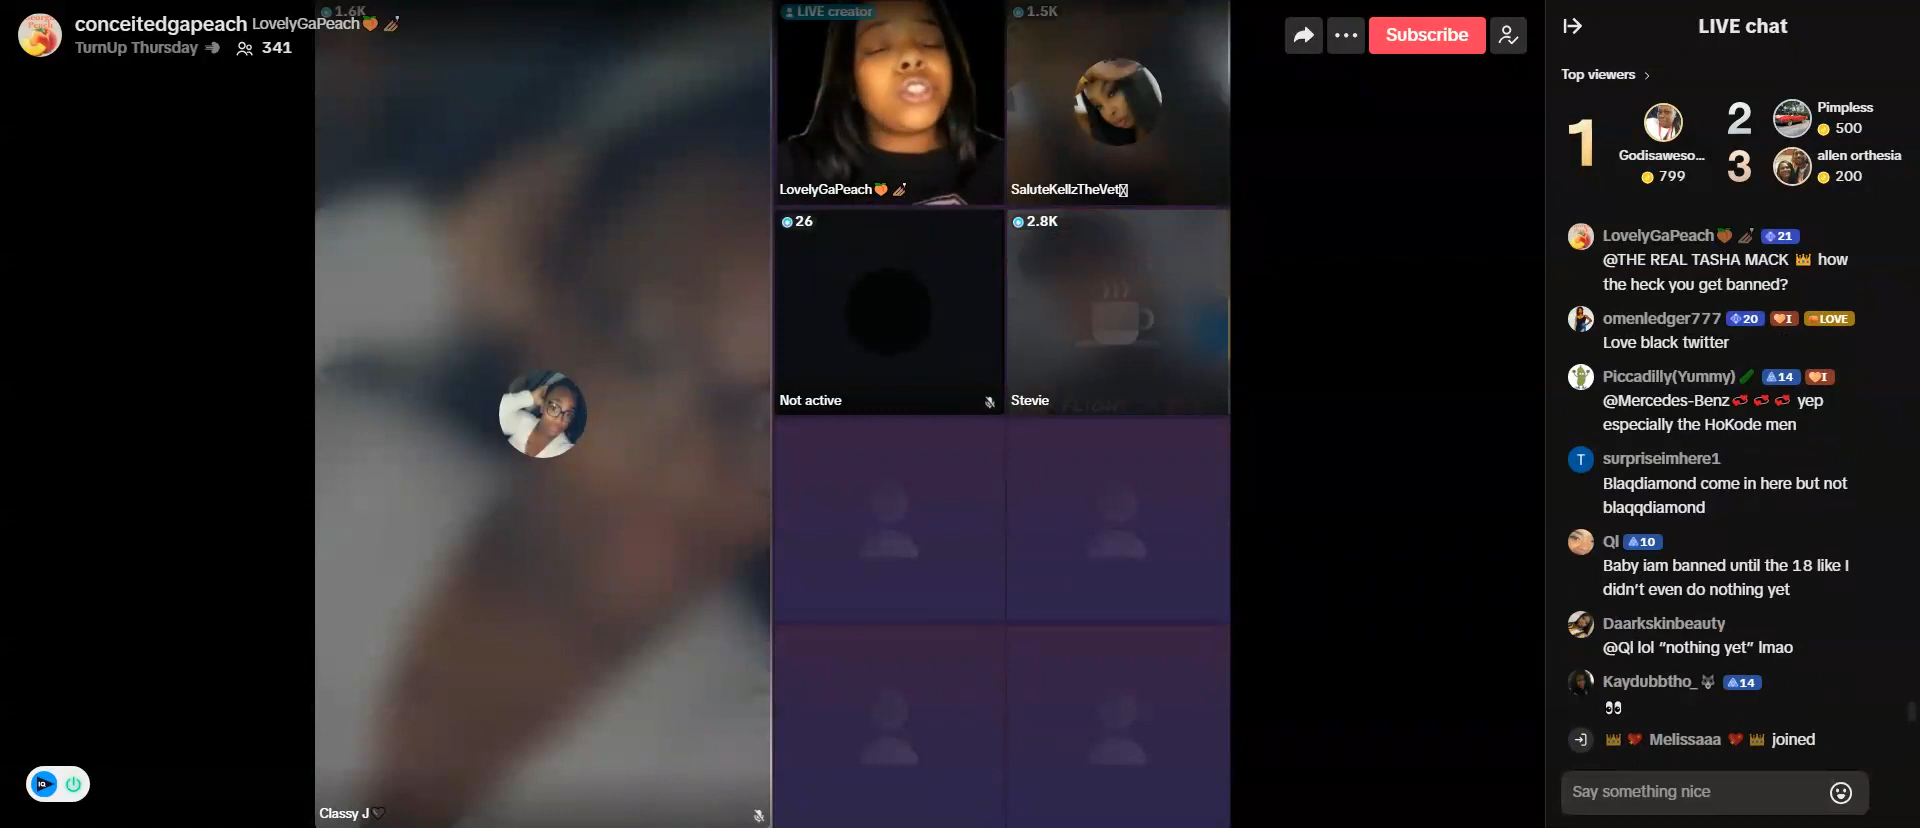 conceitedgapeach LovelyGaPeach🍑💅🏾
TurnUp Thursday 341
1.6K
LIVE creator
1.5K
Subscribe
LovelyGaPeach🍑💅🏾
SaluteKellzTheVet
26
2.8K
Not active
Stevie
Classy J🖤
LIVE chat
Top viewers >
1
Godisaweso...
799
2
Pimpless
500
3
allen orthesia
200
LovelyGaPeach🍑💅🏾 21
@THE REAL TASHA MACK 👑 how
the heck you get banned?
omenledger777 20 I LOVE
Love black twitter
Piccadilly(Yummy)🥒 14 I
@Mercedes-Benz💞💞💞 yep
especially the HoKode men
T
surpriseimhere1
Blaqdiamond come in here but not
blaqqdiamond
Ql 10
Baby iam banned until the 18 like I
didn't even do nothing yet
Daarkskinbeauty
@Ql lol “nothing yet” lmao
Kaydubbtho_🐺 14
👀
👑 💖 Melissaaa 💖 👑 joined
Say something nice